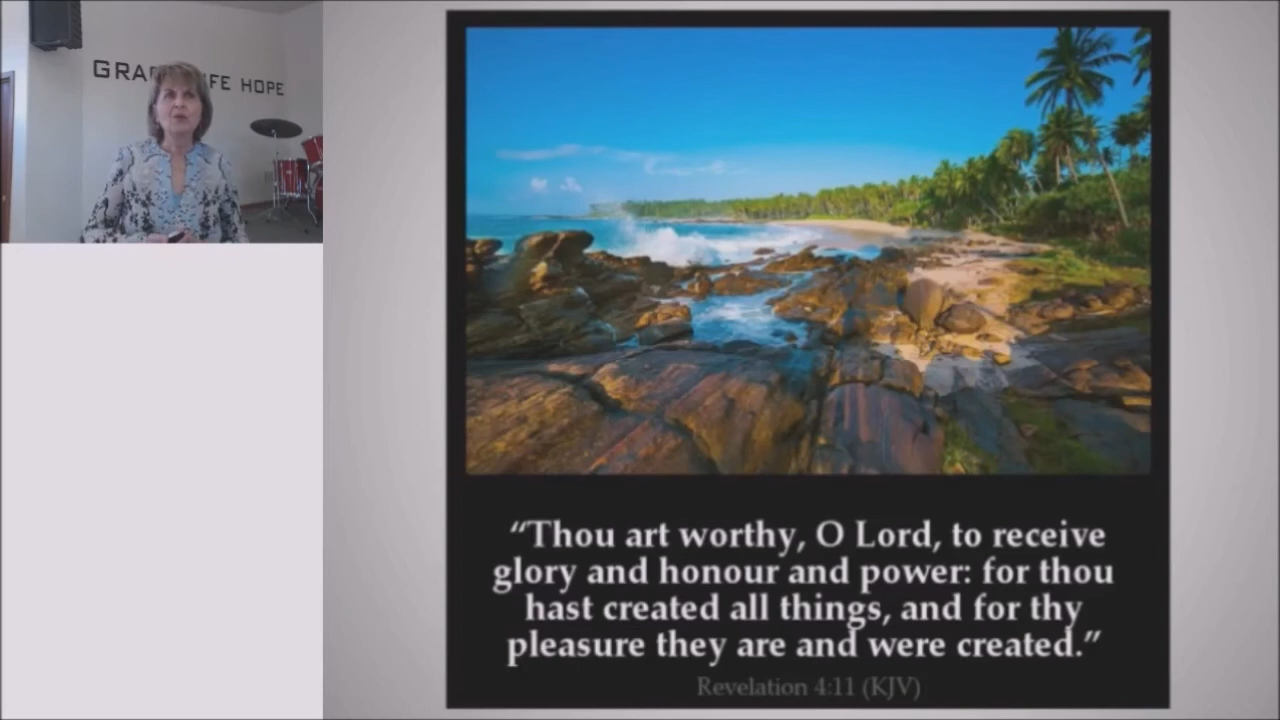 GRA IFE HOPE
“Thou art worthy, O Lord, to receive
glory and honour and power: for thou
hast created all things, and for thy
pleasure they are and were created.”
Revelation 4:11 (KJV)